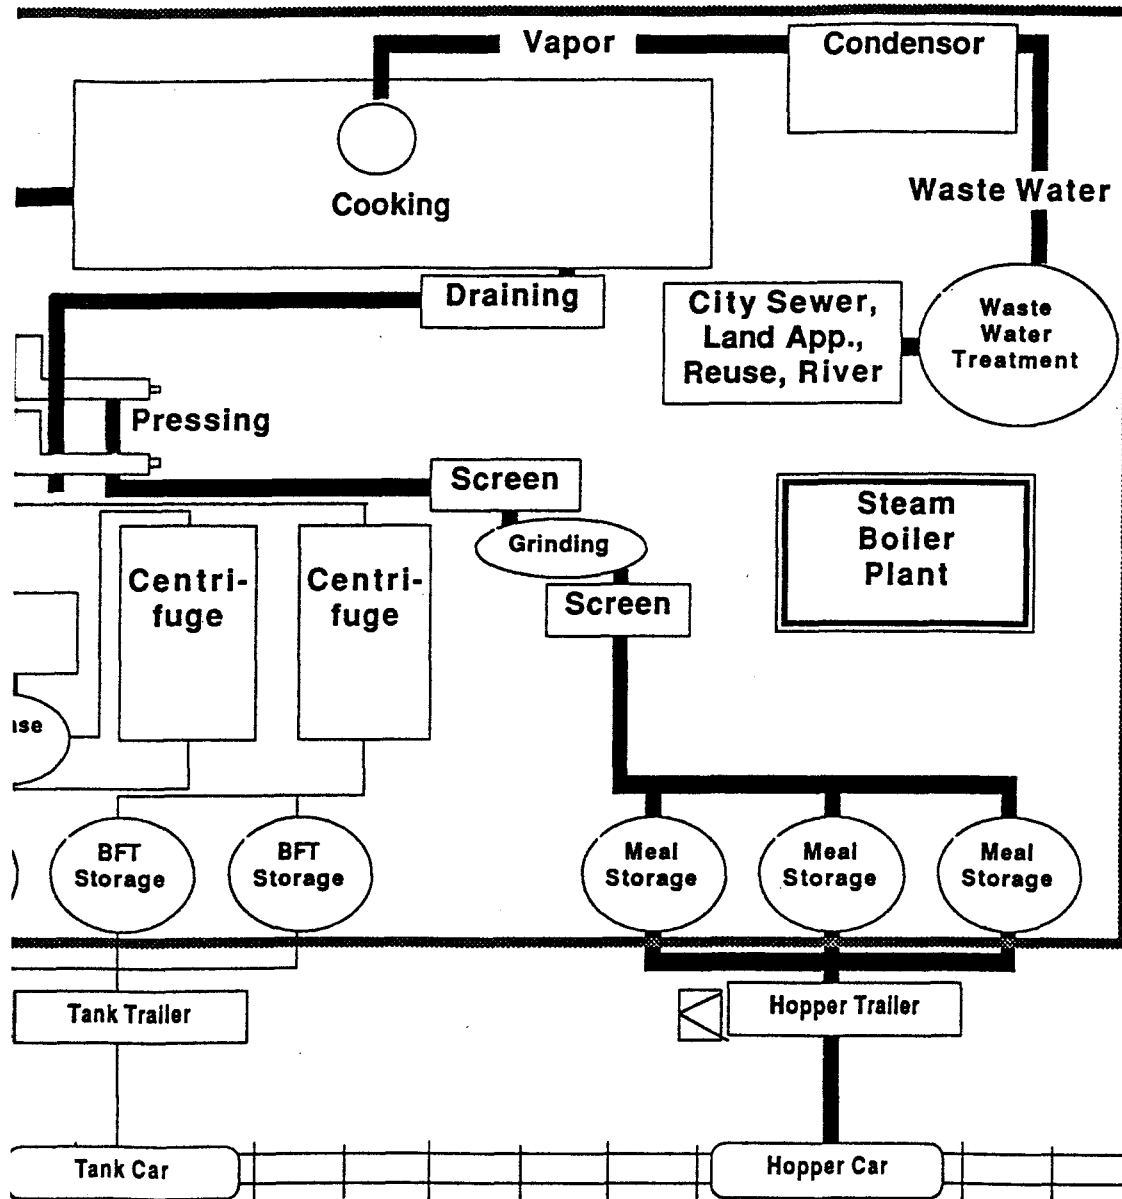 Vapor
Condensor
Cooking
Waste Water
Draining
City Sewer,
Land App.,
Reuse, River
Waste
Water
Treatment
Pressing
Screen
Grinding
Screen
Steam
Boiler
Plant
Centri-
fuge
Centri-
fuge
BFT
Storage
BFT
Storage
Meal
Storage
Meal
Storage
Meal
Storage
Tank Trailer
Hopper Trailer
Tank Car
Hopper Car